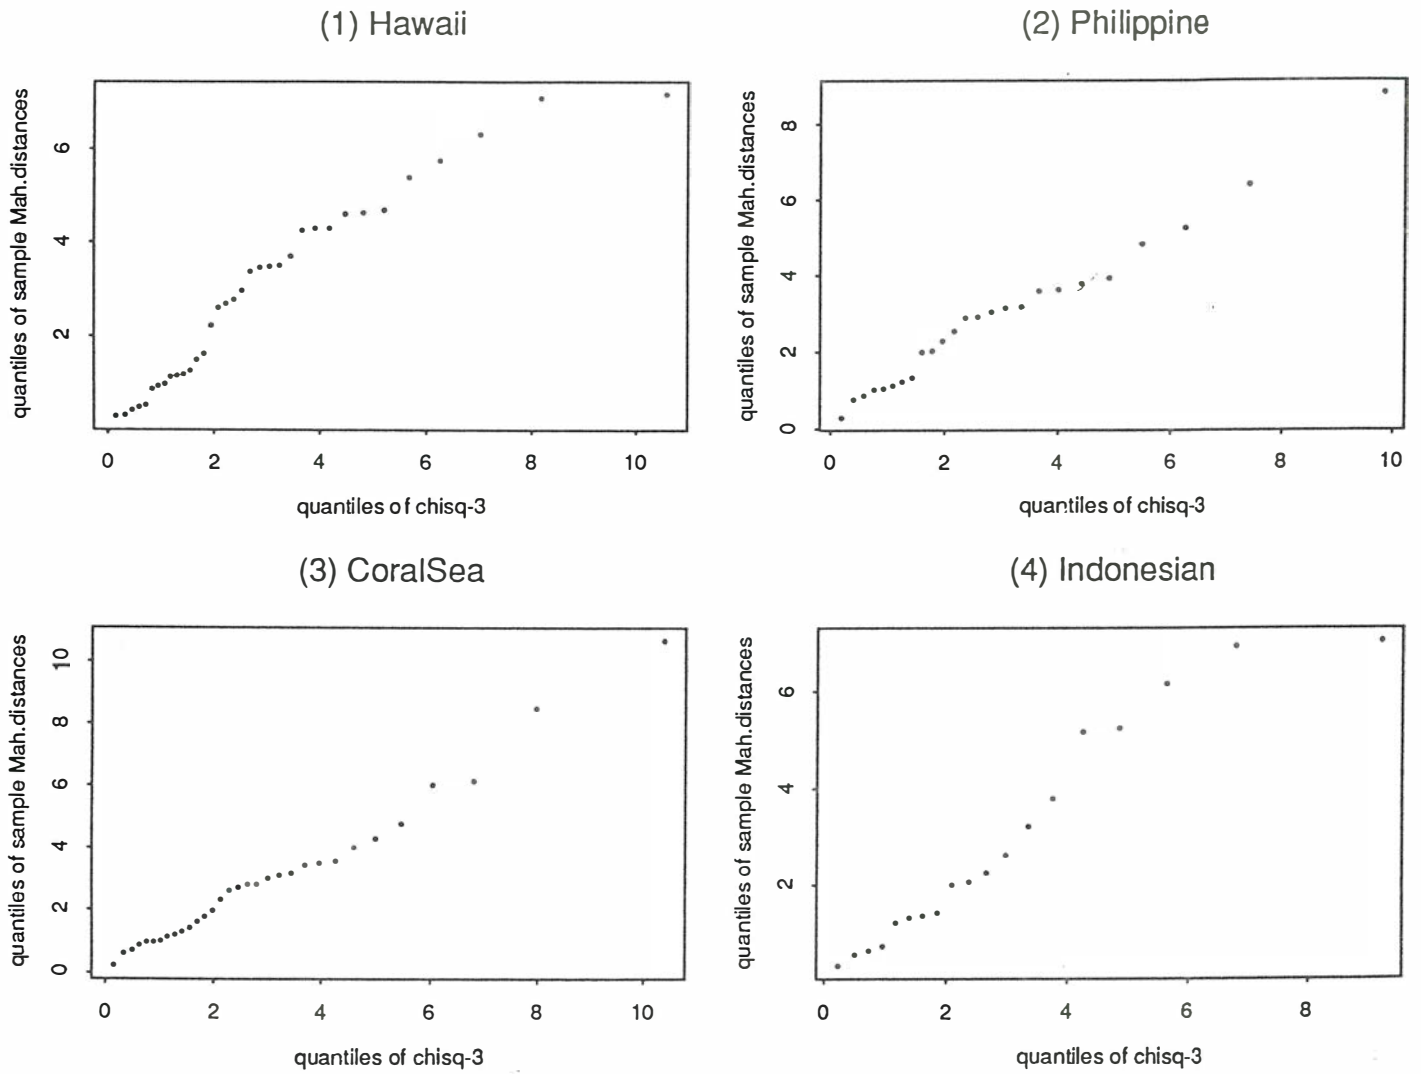 (1) Hawaii
quantiles of sample Mah.distances
2 4 6
0 2 4 6 8 10
quantiles of chisq-3
(2) Philippine
quantiles of sample Mah.distances
0 2 4 6 8
0 2 4 6 8 10
quantiles of chisq-3
(3) CoralSea
quantiles of sample Mah.distances
0 2 4 6 8 10
0 2 4 6 8 10
quantiles of chisq-3
(4) Indonesian
quantiles of sample Mah.distances
2 4 6
0 2 4 6 8
quantiles of chisq-3